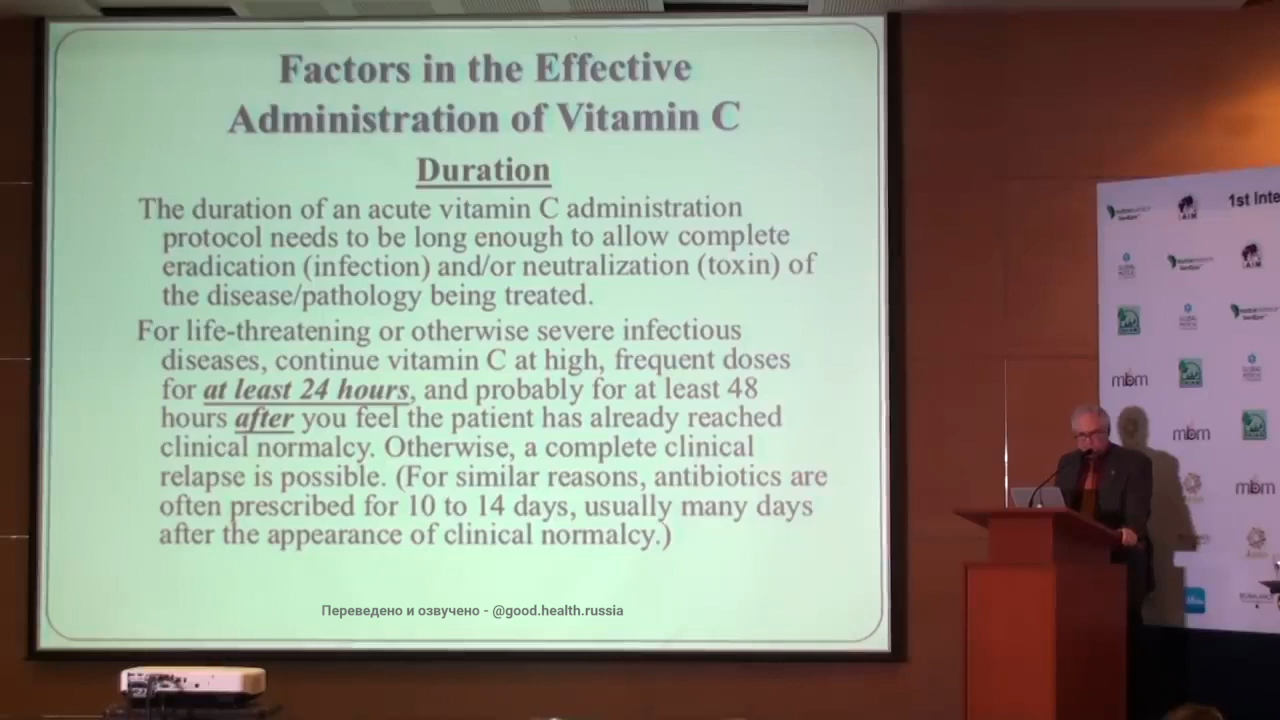 Factors in the Effective
Administration of Vitamin C
Duration
The duration of an acute vitamin C administration
protocol needs to be long enough to allow complete
eradication (infection) and/or neutralization (toxin) of
the disease/pathology being treated.
For life-threatening or otherwise severe infectious
diseases, continue vitamin C at high, frequent doses
for at least 24 hours, and probably for at least 48
hours after you feel the patient has already reached
clinical normalcy. Otherwise, a complete clinical
relapse is possible. (For similar reasons, antibiotics are
often prescribed for 10 to 14 days, usually many days
after the appearance of clinical normalcy.)
Переведено и озвучено - @good.health.russia
1st Inte
AIM
mbm
mbm
mbm